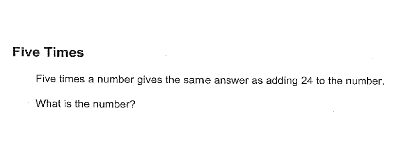 Five Times
Five times a number gives the same answer as adding 24 to the number.
What is the number?